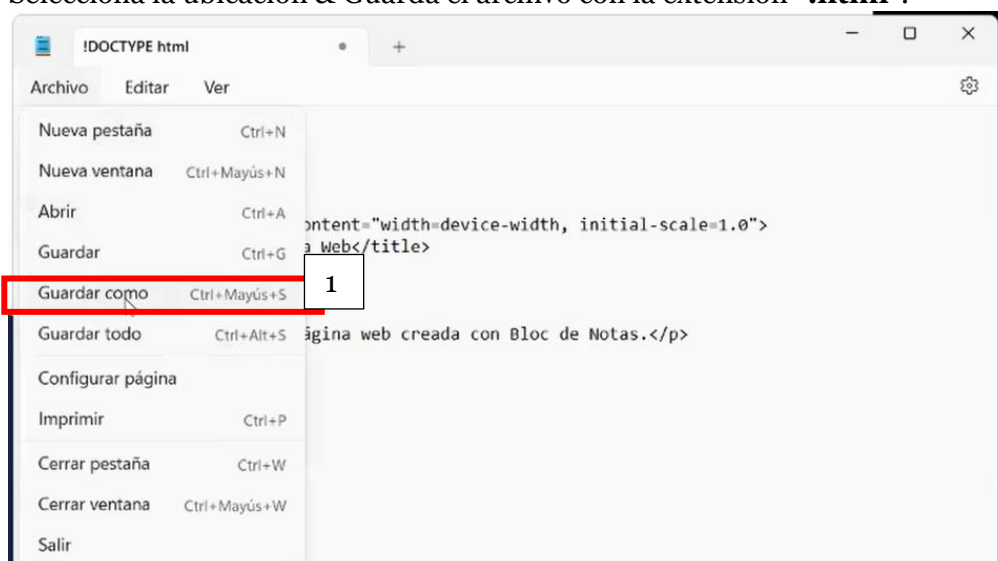 Selecciona la ubicación & Guarda el archivo con la extensión ".html".
!DOCTYPE html
Archivo Editar Ver
Nueva pestaña Ctrl+N
Nueva ventana Ctrl+Mayús+N
Abrir Ctrl+A
ontent="width=device-width, initial-scale=1.0">
Guardar Ctrl+G
a Web</title>
Guardar como Ctrl+Mayús+S
1
Guardar todo Ctrl+Alt+S
ágina web creada con Bloc de Notas.</p>
Configurar página
Imprimir Ctrl+P
Cerrar pestaña Ctrl+W
Cerrar ventana Ctrl+Mayús+W
Salir